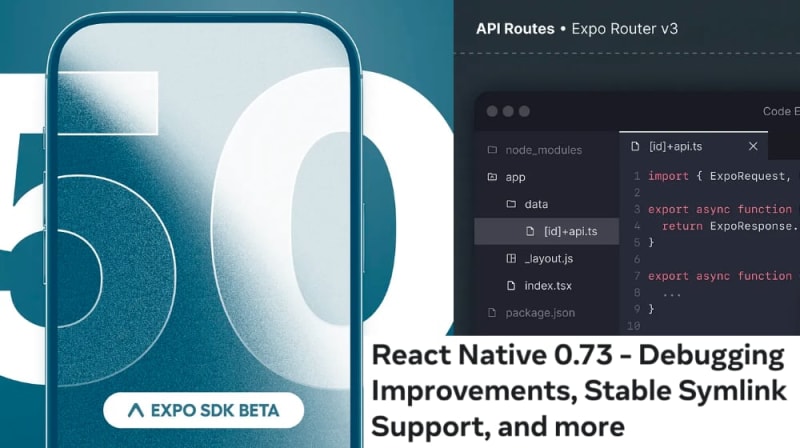 50
EXPO SDK BETA
API Routes • Expo Router v3
Code E
node_modules
app
data
[id]+api.ts
_layout.js
index.tsx
package.json
[id]+api.ts
1 import { ExpoRequest,
2
3 export async function
4 return ExpoResponse.
5 }
6
7 export async function
8 ...
9 }
10
React Native 0.73 - Debugging
Improvements, Stable Symlink
Support, and more